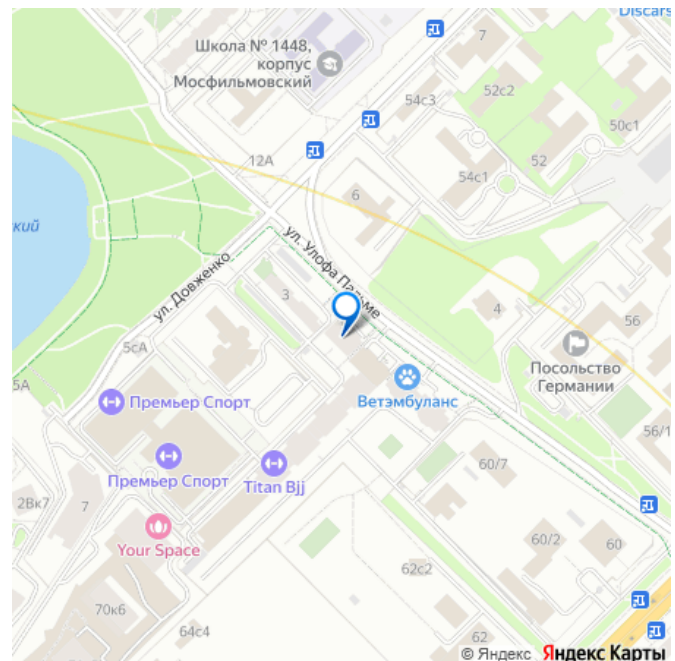 Discars
Школа № 1448,
корпус
Мосфильмовский
7
52с2
54с3
50с1
12А
52
54с1
6
кий
ул. Улофа Пальме
ул. Довженко
3
4
56
5сА
Посольство
Германии
5А
Премьер Спорт
Ветэмбуланс
56/1
Премьер Спорт
Titan Bjj
60/7
2Вк7
7
Your Space
60/2
60
62с2
70к6
64с4
62
© Яндекс Яндекс Карты